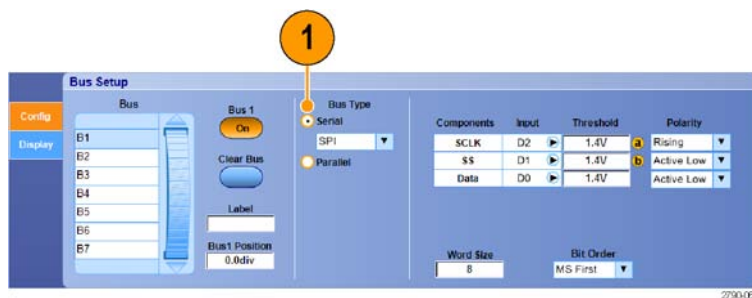 1
Bus Setup
Config
Display
Bus
B1
B2
B3
B4
B5
B6
B7
Bus 1
On
Clear Bus
Label
Bus1 Position
0.0div
Bus Type
Serial
SPI
Parallel
Components Input Threshold Polarity
SCLK D2 1.4V a Rising
SS D1 1.4V b Active Low
Data D0 1.4V Active Low
Word Size
8
Bit Order
MS First